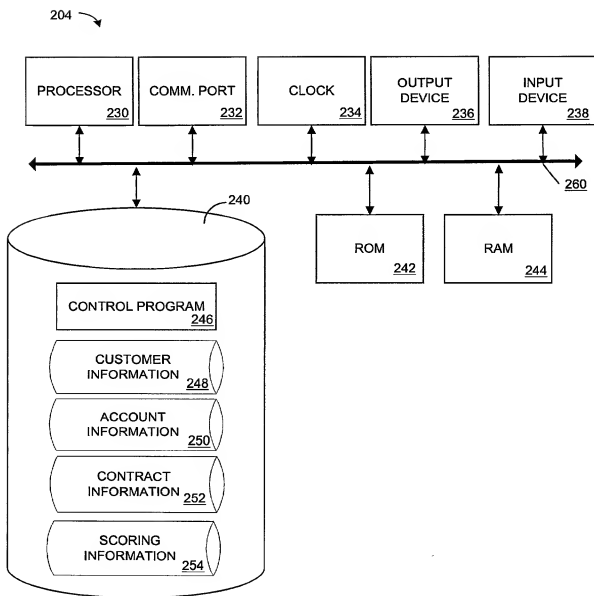 204
PROCESSOR
230
COMM. PORT
232
CLOCK
234
OUTPUT
DEVICE
236
INPUT
DEVICE
238
260
240
ROM
242
RAM
244
CONTROL PROGRAM
246
CUSTOMER
INFORMATION
248
ACCOUNT
INFORMATION
250
CONTRACT
INFORMATION
252
SCORING
INFORMATION
254